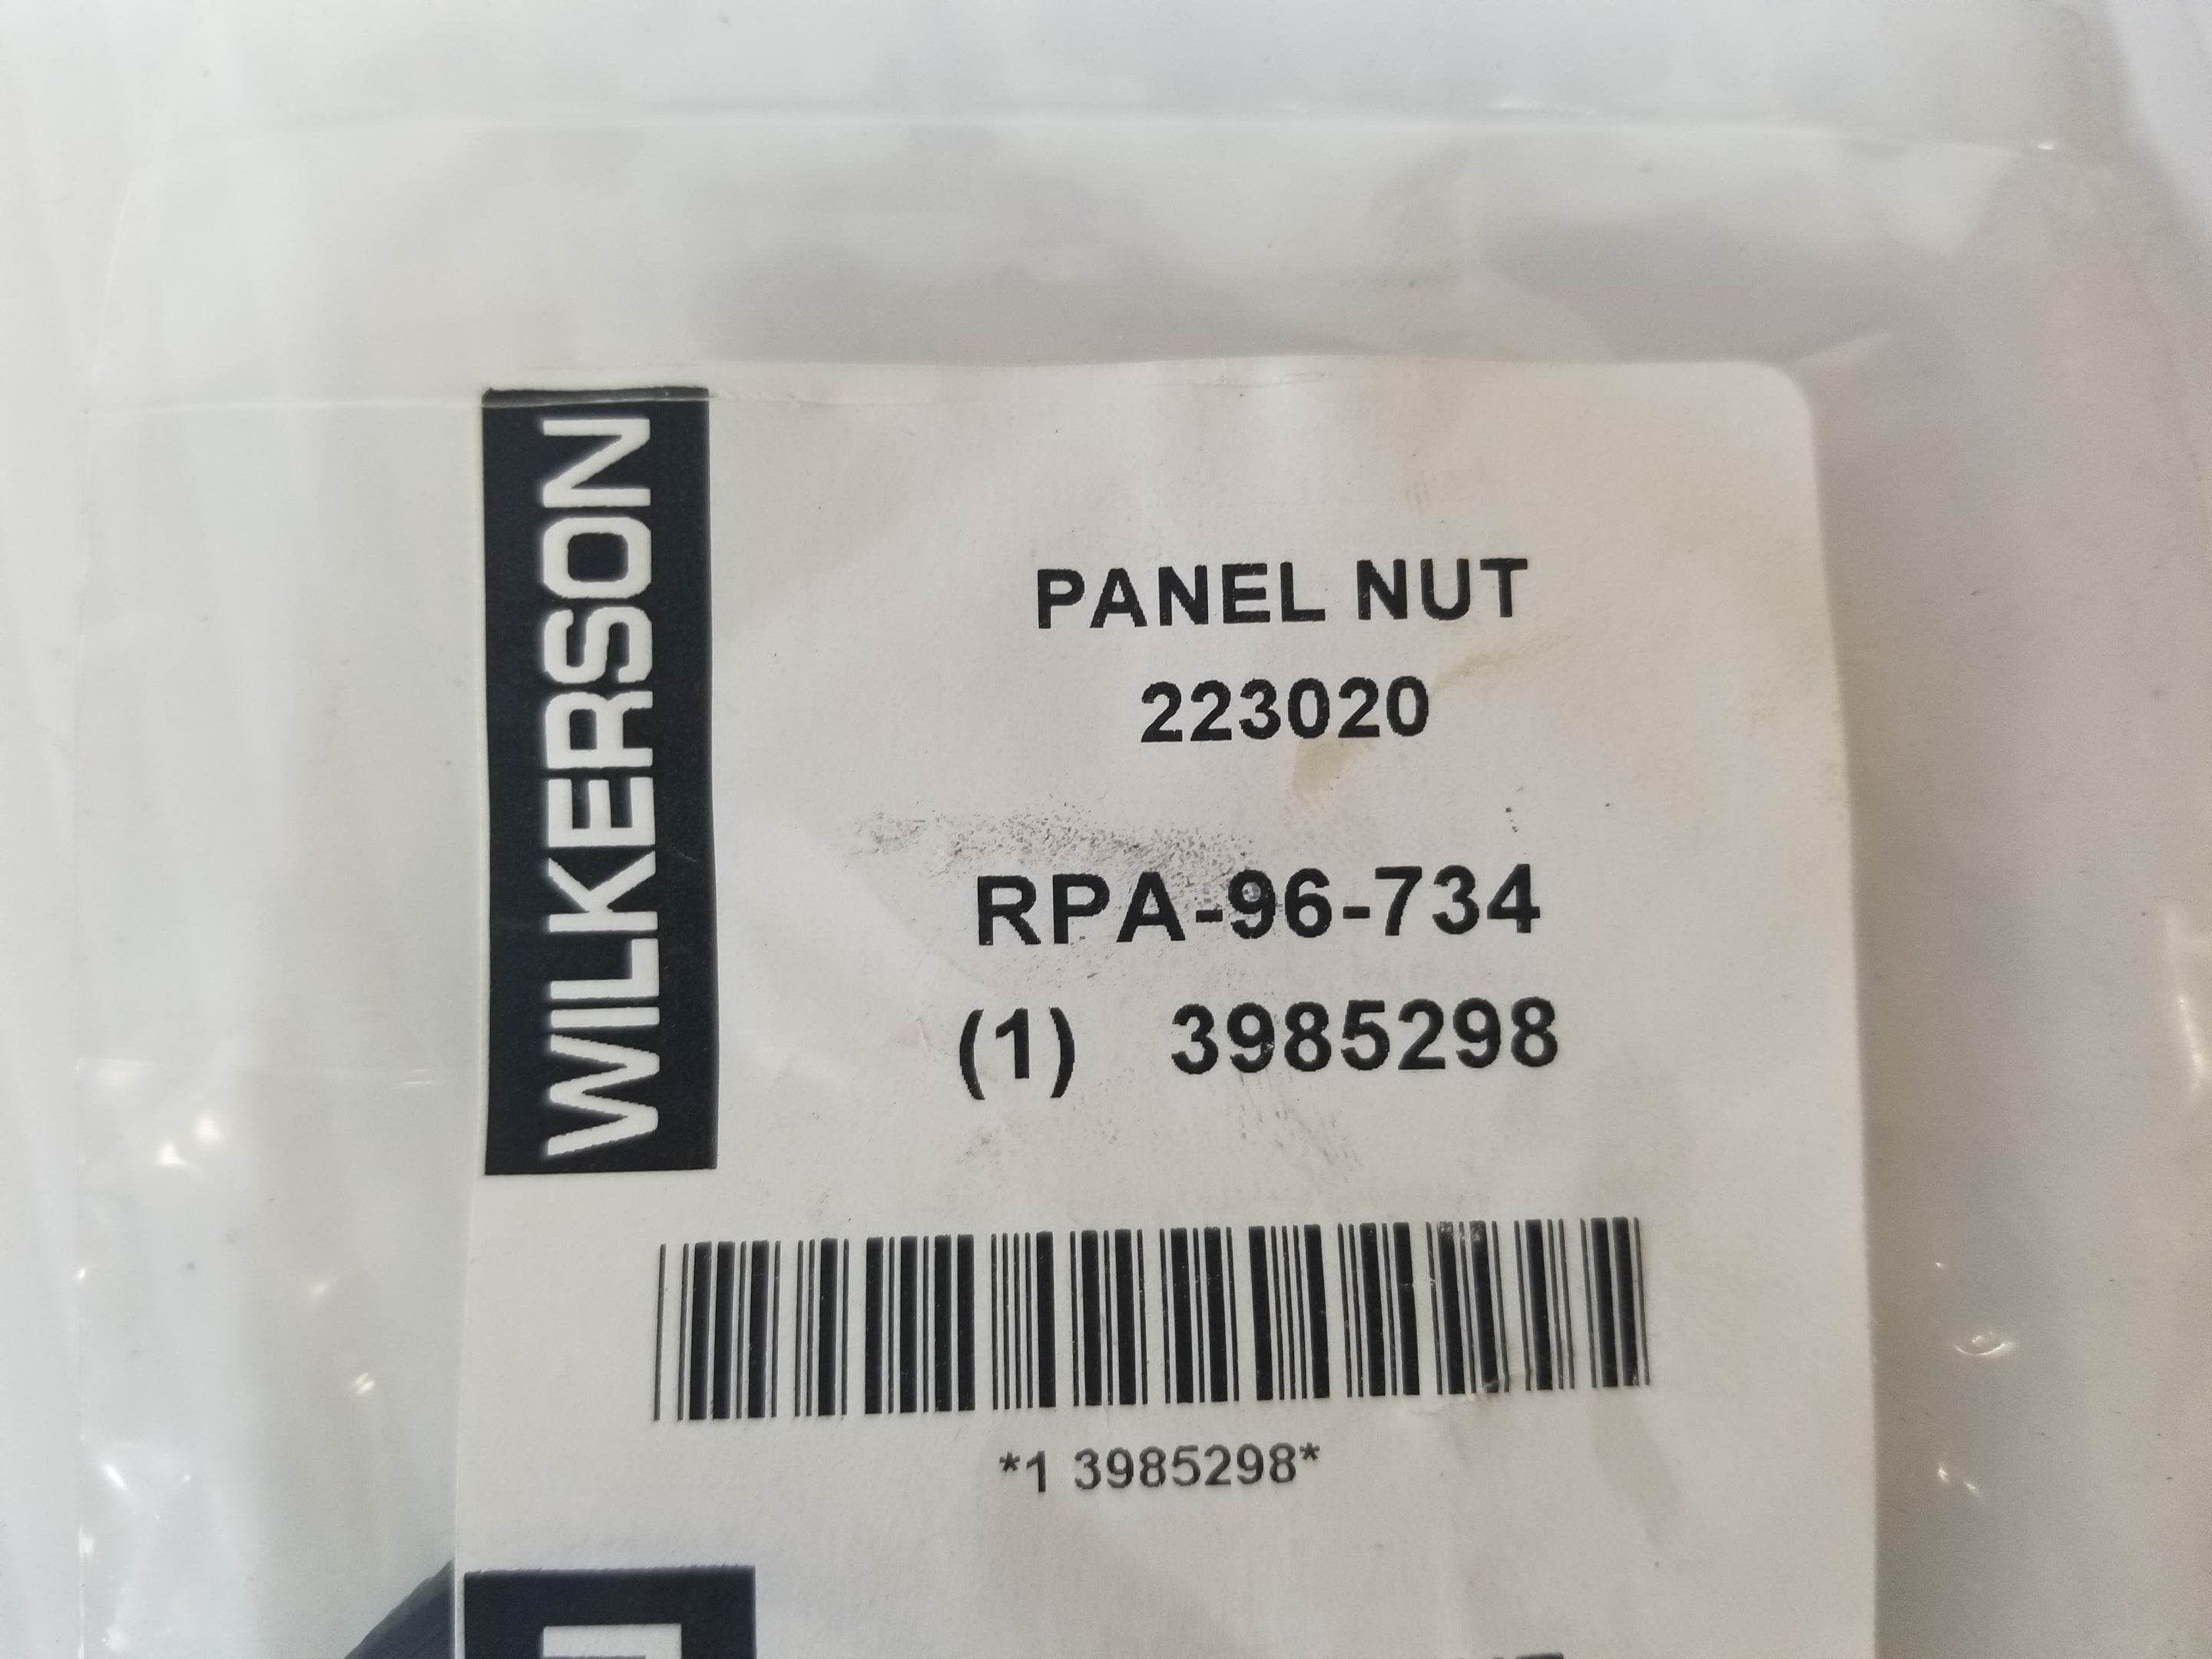 WILKERSON
PANEL NUT
223020
RPA-96-734
(1) 3985298
*1 3985298*